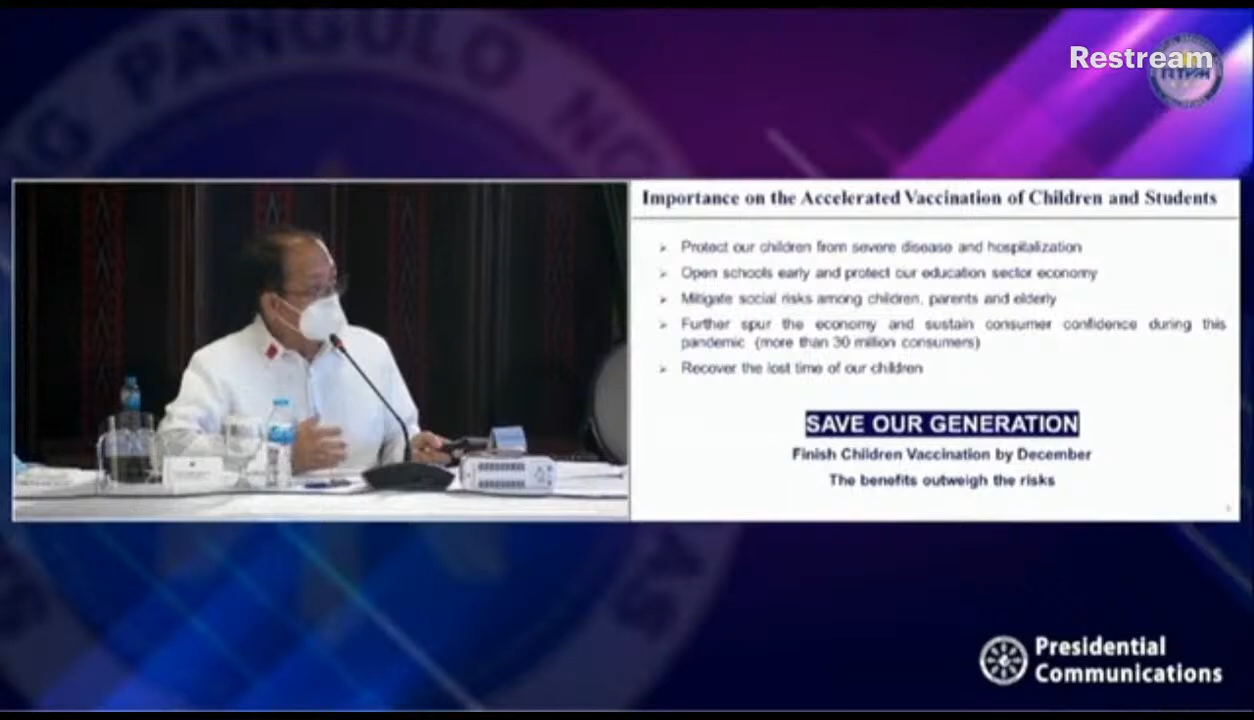 PANGULO NG
Restream
RTVM
Importance on the Accelerated Vaccination of Children and Students
➢ Protect our children from severe disease and hospitalization
➢ Open schools early and protect our education sector economy
➢ Mitigate social risks among children, parents and elderly
➢ Further spur the economy and sustain consumer confidence during this
pandemic (more than 30 million consumers)
➢ Recover the lost time of our children
SAVE OUR GENERATION
Finish Children Vaccination by December
The benefits outweigh the risks
Presidential
Communications